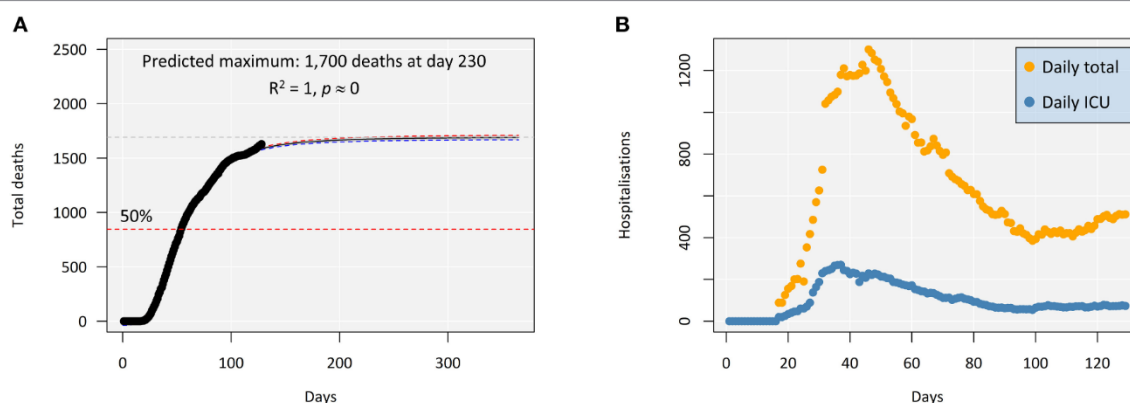 A
Predicted maximum: 1,700 deaths at day 230
R² = 1, p ≈ 0
50%
Total deaths
2500
2000
1500
1000
500
0
0 100 200 300
Days
B
Daily total
Daily ICU
Hospitalisations
1200
800
400
0
0 20 40 60 80 100 120
Days